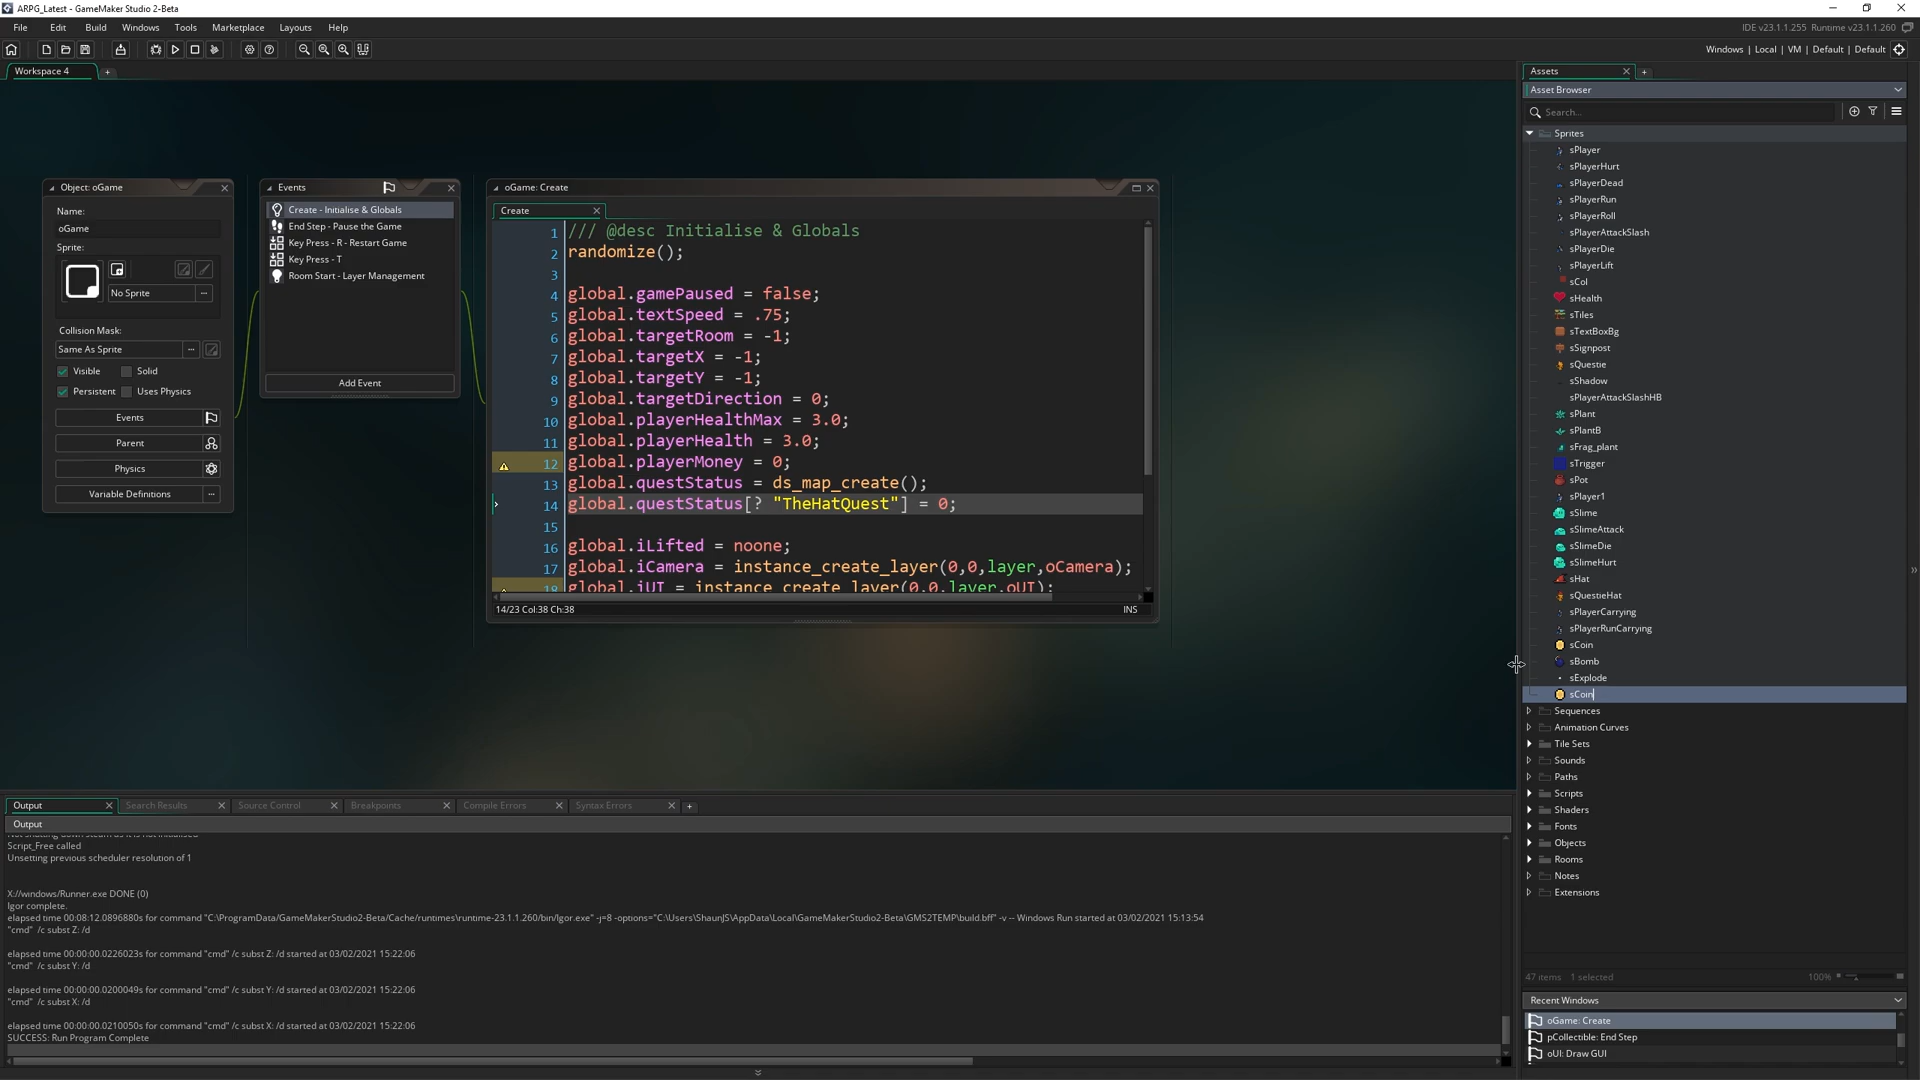 ARPG_Latest - GameMaker Studio 2-Beta
File Edit Build Windows Tools Marketplace Layouts Help
IDE v23.1.1.255 Runtime v23.1.1.260
Windows | Local | VM | Default | Default
Workspace 4
Object: oGame
Name:
oGame
Sprite:
No Sprite
Collision Mask:
Same As Sprite
Visible Solid
Persistent Uses Physics
Events
Parent
Physics
Variable Definitions
Events
Create - Initialise & Globals
End Step - Pause the Game
Key Press - R - Restart Game
Key Press - T
Room Start - Layer Management
Add Event
oGame: Create
Create
1 /// @desc Initialise & Globals
2 randomize();
3
4 global.gamePaused = false;
5 global.textSpeed = .75;
6 global.targetRoom = -1;
7 global.targetX = -1;
8 global.targetY = -1;
9 global.targetDirection = 0;
10 global.playerHealthMax = 3.0;
11 global.playerHealth = 3.0;
12 global.playerMoney = 0;
13 global.questStatus = ds_map_create();
14 global.questStatus[? "TheHatQuest"] = 0;
15
16 global.iLifted = noone;
17 global.iCamera = instance_create_layer(0,0,layer,oCamera);
18 global.iUI = instance_create_layer(0,0,layer,oUI);
14/23 Col:38 Ch:38 INS
Assets
Asset Browser
Search...
Sprites
sPlayer
sPlayerHurt
sPlayerDead
sPlayerRun
sPlayerRoll
sPlayerAttackSlash
sPlayerDie
sPlayerLift
sCol
sHealth
sTiles
sTextBoxBg
sSignpost
sQuestie
sShadow
sPlayerAttackSlashHB
sPlant
sPlantB
sFrag_plant
sTrigger
sPot
sPlayer1
sSlime
sSlimeAttack
sSlimeDie
sSlimeHurt
sHat
sQuestieHat
sPlayerCarrying
sPlayerRunCarrying
sCoin
sBomb
sExplode
sCoin
Sequences
Animation Curves
Tile Sets
Sounds
Paths
Scripts
Shaders
Fonts
Objects
Rooms
Notes
Extensions
47 items 1 selected 100%
Recent Windows
oGame: Create
pCollectible: End Step
oUI: Draw GUI
Output Search Results Source Control Breakpoints Compile Errors Syntax Errors
Output
Not shutting down steam as it is not initialised
Script_Free called
Unsetting previous scheduler resolution of 1
X://windows/Runner.exe DONE (0)
Igor complete.
elapsed time 00:08:12.0896880s for command "C:\ProgramData/GameMakerStudio2-Beta/Cache/runtimes\runtime-23.1.1.260/bin/Igor.exe" -j=8 -options="C:\Users\ShaunJS\AppData\Local\GameMakerStudio2-Beta\GMS2TEMP\build.bff" -v -- Windows Run started at 03/02/2021 15:13:54
"cmd" /c subst Z: /d
elapsed time 00:00:00.0226023s for command "cmd" /c subst Z: /d started at 03/02/2021 15:22:06
"cmd" /c subst Y: /d
elapsed time 00:00:00.0200049s for command "cmd" /c subst Y: /d started at 03/02/2021 15:22:06
"cmd" /c subst X: /d
elapsed time 00:00:00.0210050s for command "cmd" /c subst X: /d started at 03/02/2021 15:22:06
SUCCESS: Run Program Complete